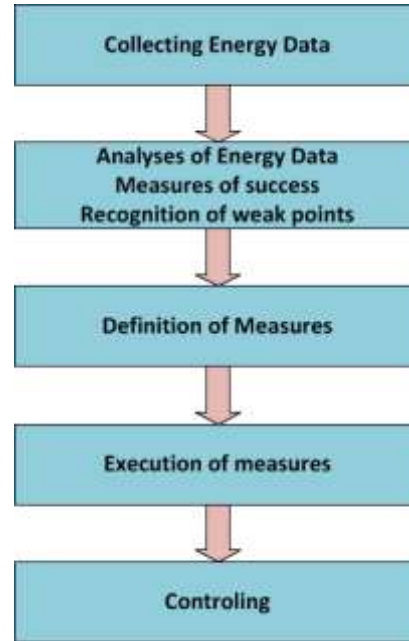 Collecting Energy Data
Analyses of Energy Data
Measures of success
Recognition of weak points
Definition of Measures
Execution of measures
Controling